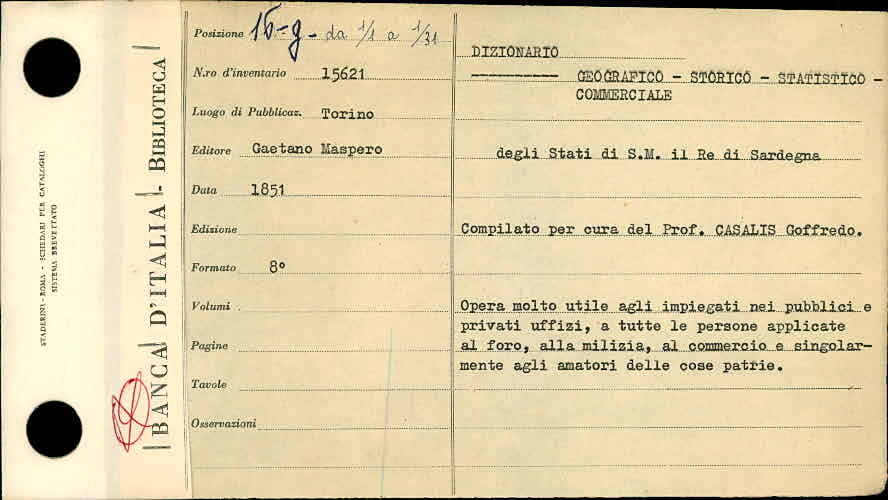 STADERINI - ROMA - SCHEDARI PER CATALOGHI
SISTEMA BREVETTATO
BANCA D'ITALIA - BIBLIOTECA
Posizione 15-g- da 1/1 a 1/31
N.ro d'inventario 15621
Luogo di Pubblicaz. Torino
Editore Gaetano Maspero
Data 1851
Edizione
Formato 8°
Volumi
Pagine
Tavole
Osservazioni
DIZIONARIO
---------- GEOGRAFICO - STORICO - STATISTICO -
COMMERCIALE
degli Stati di S.M. il Re di Sardegna
Compilato per cura del Prof. CASALIS Goffredo.
Opera molto utile agli impiegati nei pubblici e
privati uffizi, a tutte le persone applicate
al foro, alla milizia, al commercio e singolar-
mente agli amatori delle cose patrie.